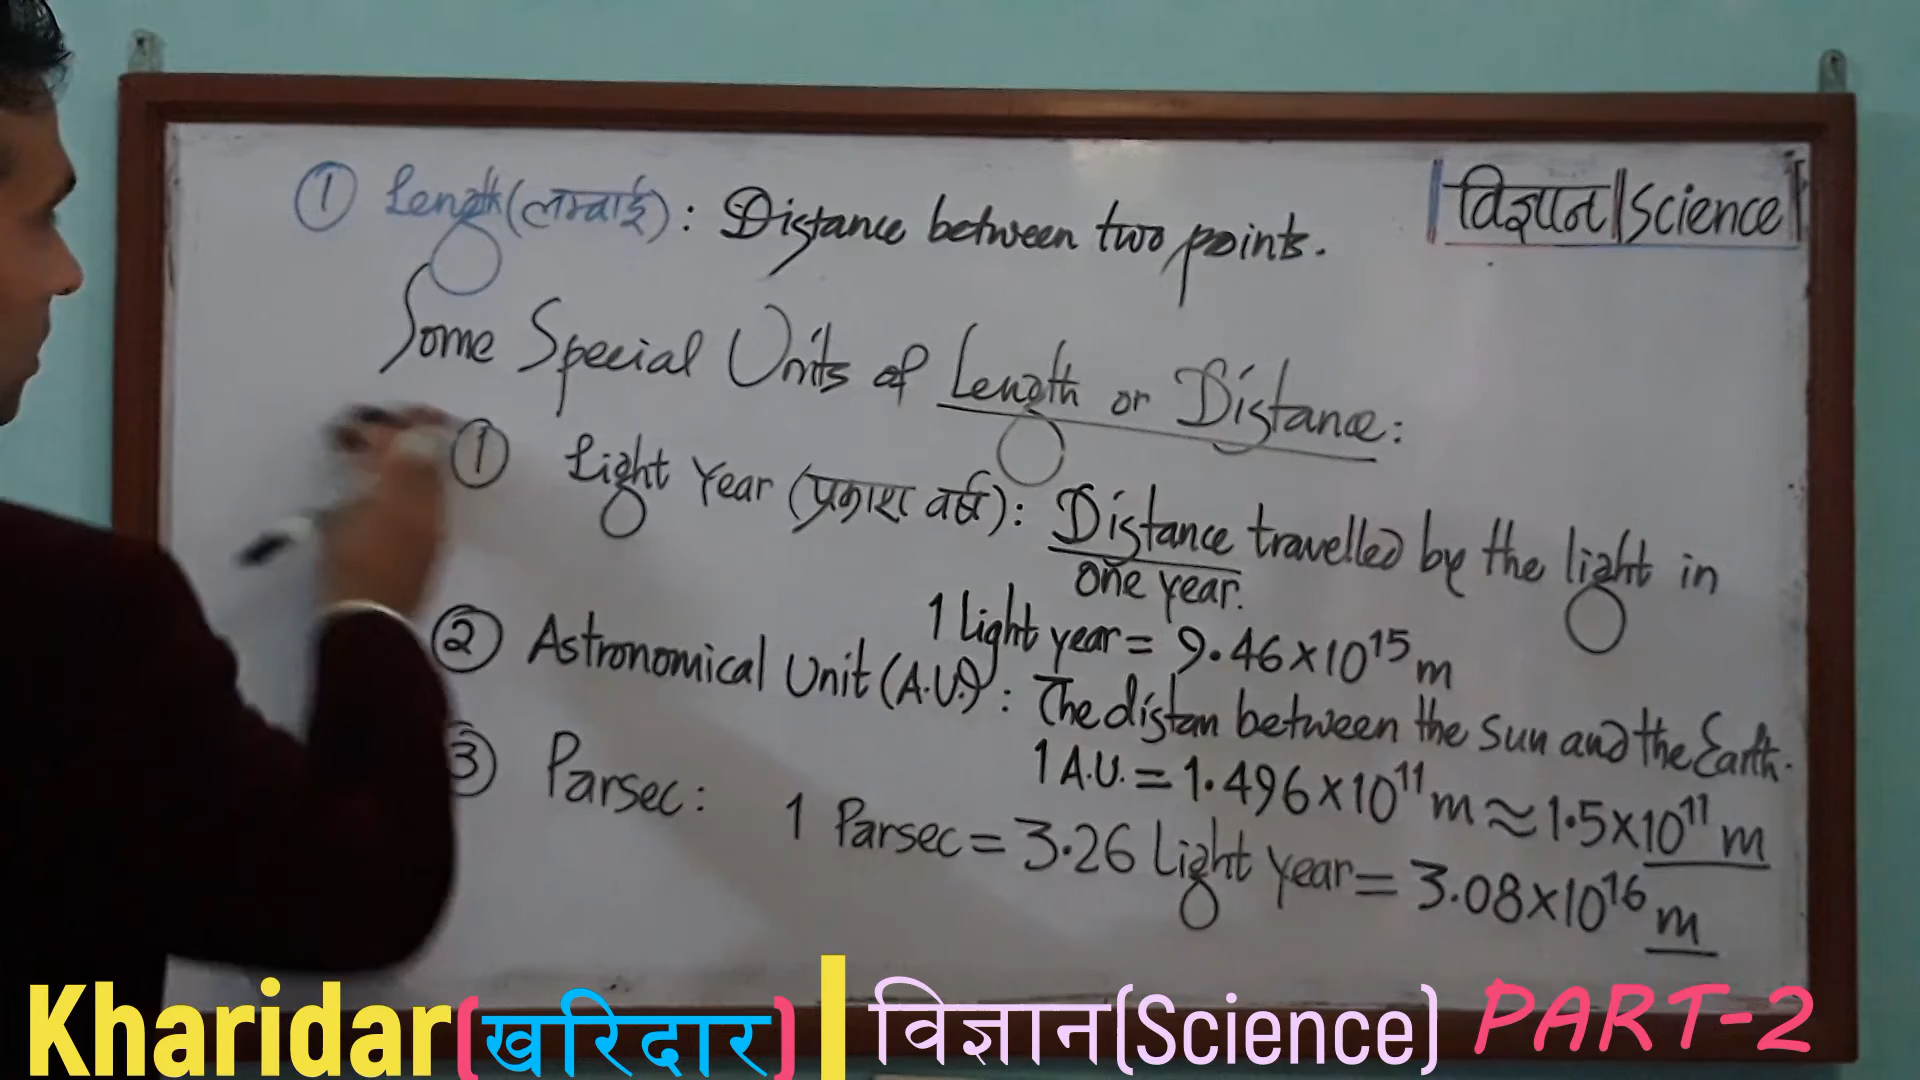 ① Length (लम्बाई) : Distance between two points.
विज्ञान | Science
Some Special Units of Length or Distance:
① Light Year (प्रकाश वर्ष): Distance travelled by the light in
one year.
1 light year = 9.46×10¹⁵ m
② Astronomical Unit (A.U.) : The distan between the sun and the Earth.
1 A.U. = 1.496×10¹¹ m ≈ 1.5×10¹¹ m
③ Parsec: 1 Parsec = 3.26 Light year = 3.08×10¹⁶ m
Kharidar(खरिदार) | विज्ञान(Science) PART-2